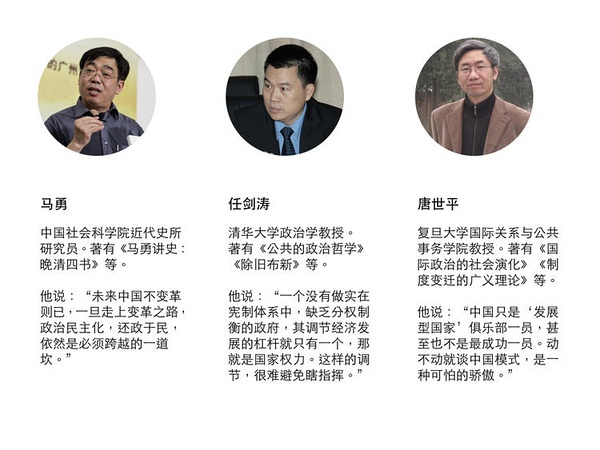 的广州
马勇
中国社会科学院近代史所
研究员。著有《马勇讲史：
晚清四书》等。
他说：“未来中国不变革
则已，一旦走上变革之路，
政治民主化，还政于民，
依然是必须跨越的一道
坎。”
任剑涛
清华大学政治学教授。
著有《公共的政治哲学》
《除旧布新》等。
他说：“一个没有做实在
宪制体系中，缺乏分权制
衡的政府，其调节经济发
展的杠杆就只有一个，那
就是国家权力。这样的调
节，很难避免瞎指挥。”
唐世平
复旦大学国际关系与公共
事务学院教授。著有《国
际政治的社会演化》《制
度变迁的广义理论》等。
他说：“中国只是‘发展
型国家’俱乐部一员，甚
至也不是最成功一员。动
不动就谈中国模式，是一
种可怕的骄傲。”